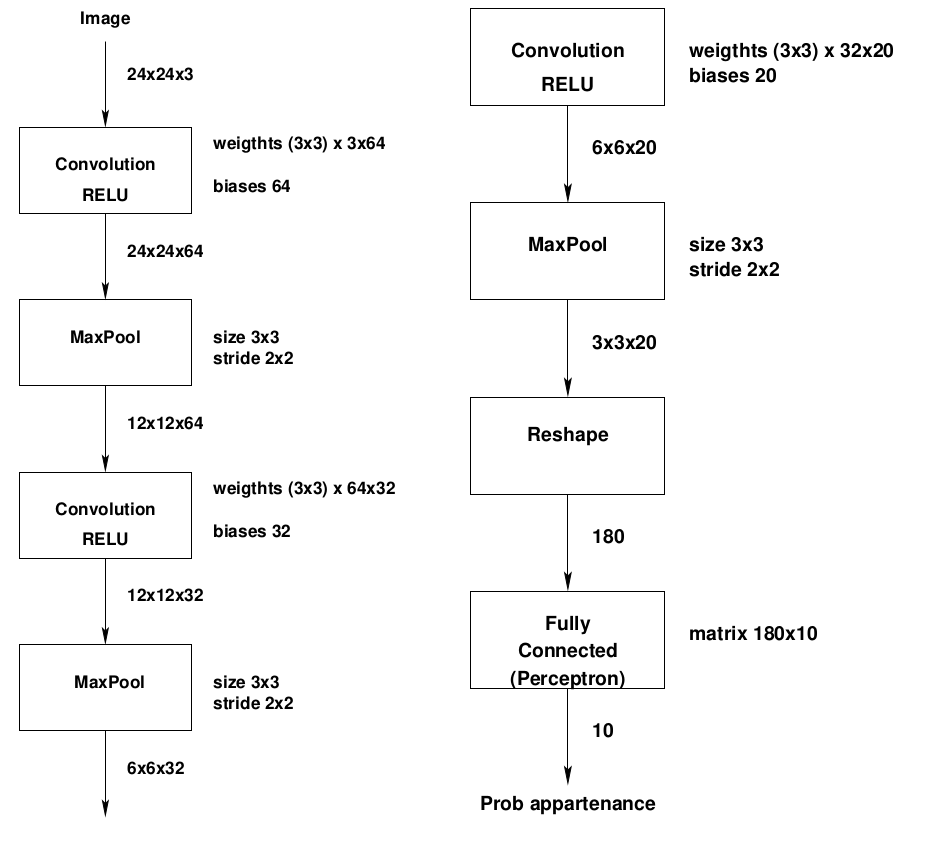 Image
24x24x3
Convolution
RELU
weigthts (3x3) x 3x64
biases 64
24x24x64
MaxPool
size 3x3
stride 2x2
12x12x64
Convolution
RELU
weigthts (3x3) x 64x32
biases 32
12x12x32
MaxPool
size 3x3
stride 2x2
6x6x32
Convolution
RELU
weigthts (3x3) x 32x20
biases 20
6x6x20
MaxPool
size 3x3
stride 2x2
3x3x20
Reshape
180
Fully
Connected
(Perceptron)
matrix 180x10
10
Prob appartenance